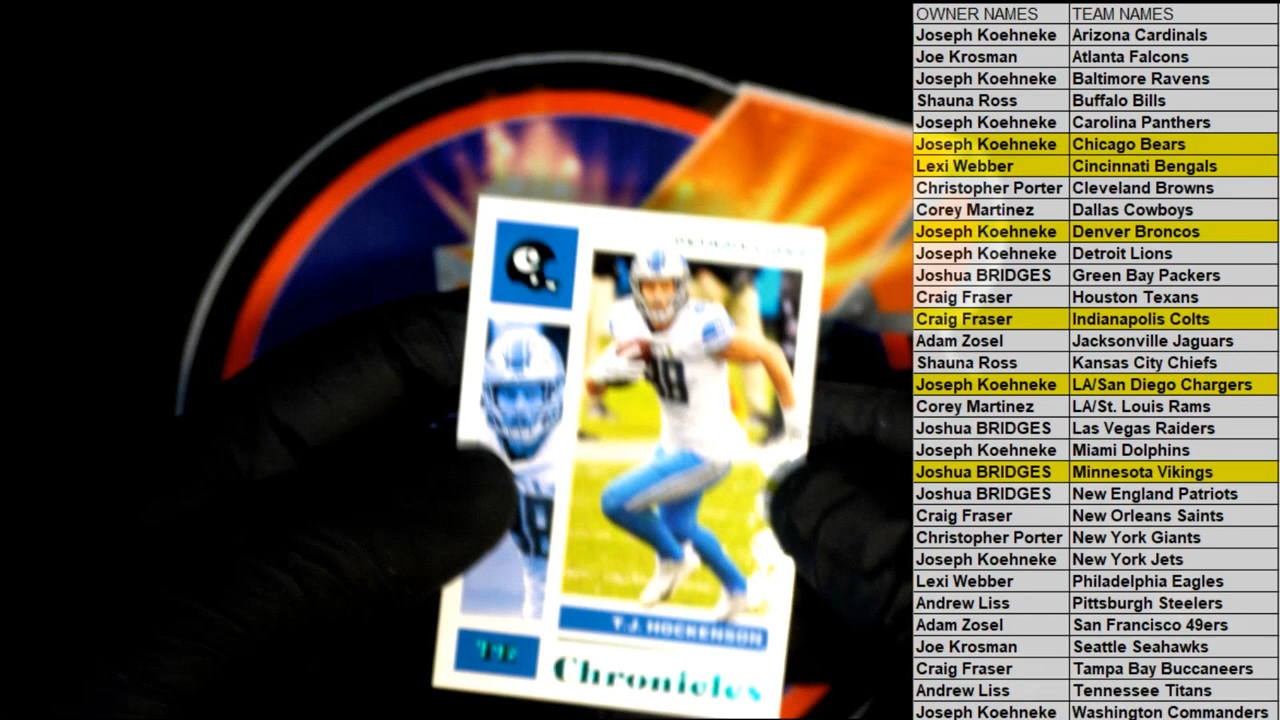 OWNER NAMES TEAM NAMES
Joseph Koehneke Arizona Cardinals
Joe Krosman Atlanta Falcons
Joseph Koehneke Baltimore Ravens
Shauna Ross Buffalo Bills
Joseph Koehneke Carolina Panthers
Joseph Koehneke Chicago Bears
Lexi Webber Cincinnati Bengals
Christopher Porter Cleveland Browns
Corey Martinez Dallas Cowboys
Joseph Koehneke Denver Broncos
Joseph Koehneke Detroit Lions
Joshua BRIDGES Green Bay Packers
Craig Fraser Houston Texans
Craig Fraser Indianapolis Colts
Adam Zosel Jacksonville Jaguars
Shauna Ross Kansas City Chiefs
Joseph Koehneke LA/San Diego Chargers
Corey Martinez LA/St. Louis Rams
Joshua BRIDGES Las Vegas Raiders
Joseph Koehneke Miami Dolphins
Joshua BRIDGES Minnesota Vikings
Joshua BRIDGES New England Patriots
Craig Fraser New Orleans Saints
Christopher Porter New York Giants
Joseph Koehneke New York Jets
Lexi Webber Philadelphia Eagles
Andrew Liss Pittsburgh Steelers
Adam Zosel San Francisco 49ers
Joe Krosman Seattle Seahawks
Craig Fraser Tampa Bay Buccaneers
Andrew Liss Tennessee Titans
Joseph Koehneke Washington Commanders
88
T.J. HOCKENSON
TE
Chronicles